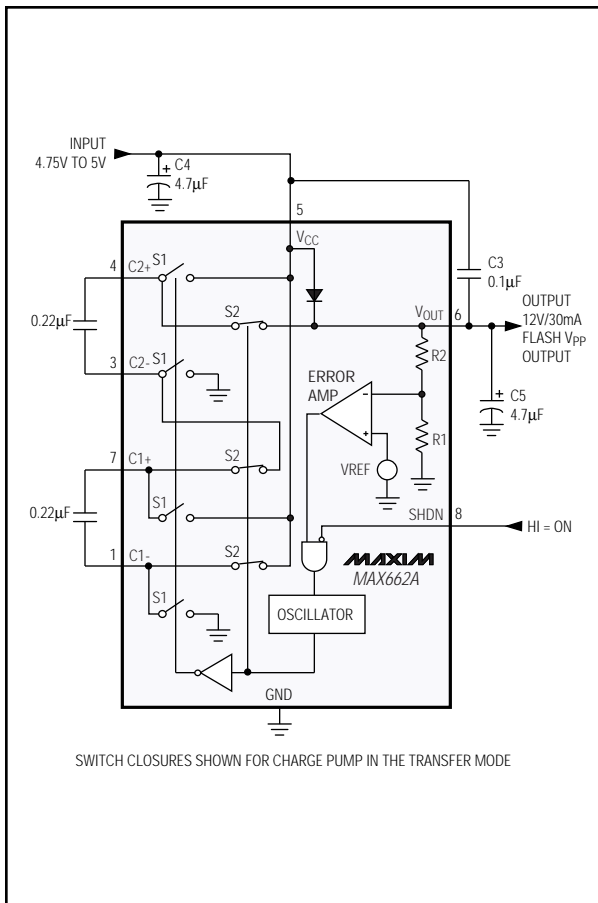 INPUT
4.75V TO 5V
+ C4
4.7µF
5
VCC
4 C2+ S1
C3
0.1µF
S2
VOUT 6
OUTPUT
12V/30mA
FLASH VPP
OUTPUT
0.22µF
R2
3 C2- S1
ERROR
AMP
-
+
+ C5
4.7µF
R1
7 C1+ S2
VREF
0.22µF
S1
SHDN 8
HI = ON
1 C1- S2
MAXIM
MAX662A
S1
OSCILLATOR
GND
SWITCH CLOSURES SHOWN FOR CHARGE PUMP IN THE TRANSFER MODE